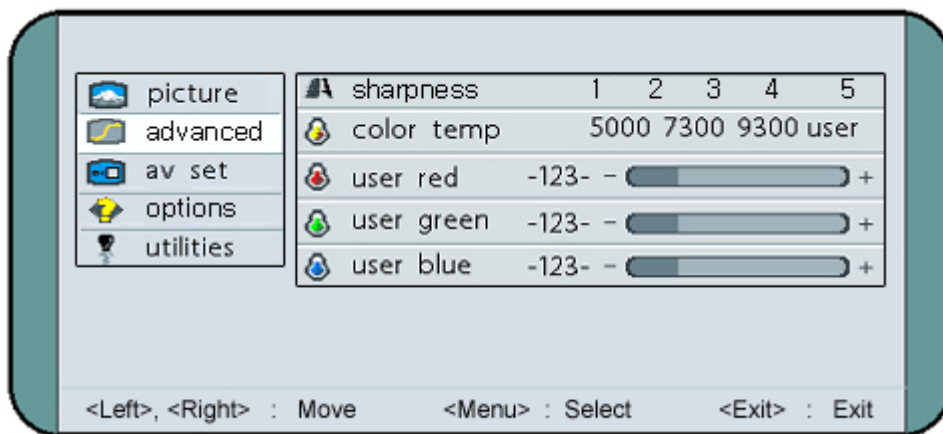 picture
advanced
av set
options
utilities
sharpness 1 2 3 4 5
color temp 5000 7300 9300 user
user red -123- - +
user green -123- - +
user blue -123- - +
<Left>, <Right> : Move <Menu> : Select <Exit> : Exit